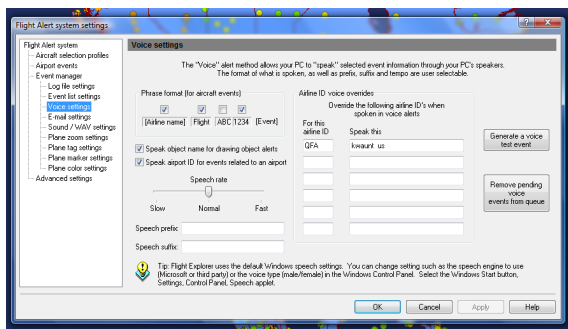 Flight Alert system settings
Flight Alert system
Aircraft selection profiles
Airport events
Event manager
Log file settings
Event list settings
Voice settings
E-mail settings
Sound / WAV settings
Plane zoom settings
Plane tag settings
Plane marker settings
Plane color settings
Advanced settings
Voice settings
The "Voice" alert method allows your PC to "speak" selected event information through your PC's speakers.
The format of what is spoken, as well as prefix, suffix and tempo are user selectable.
Phrase format (for aircraft events)
[Airline name] Flight ABC 1234 [Event]
Speak object name for drawing object alerts
Speak airport ID for events related to an airport
Speech rate
Slow Normal Fast
Speech prefix:
Speech suffix:
Airline ID voice overrides
Override the following airline ID's when
spoken in voice alerts
For this
airline ID
Speak this
QFA
kwaunt us
Generate a voice
test event
Remove pending
voice
events from queue
Tip: Flight Explorer uses the default Windows speech settings. You can change setting such as the speech engine to use
(Microsoft or third party) or the voice type (male/female) in the Windows Control Panel. Select the Windows Start button,
Settings, Control Panel, Speech applet.
OK Cancel Apply Help